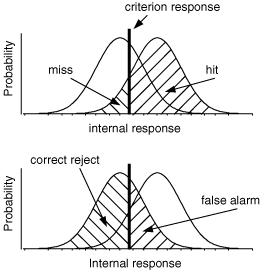 criterion response
Probability
miss
hit
internal response
Probability
correct reject
false alarm
Internal response